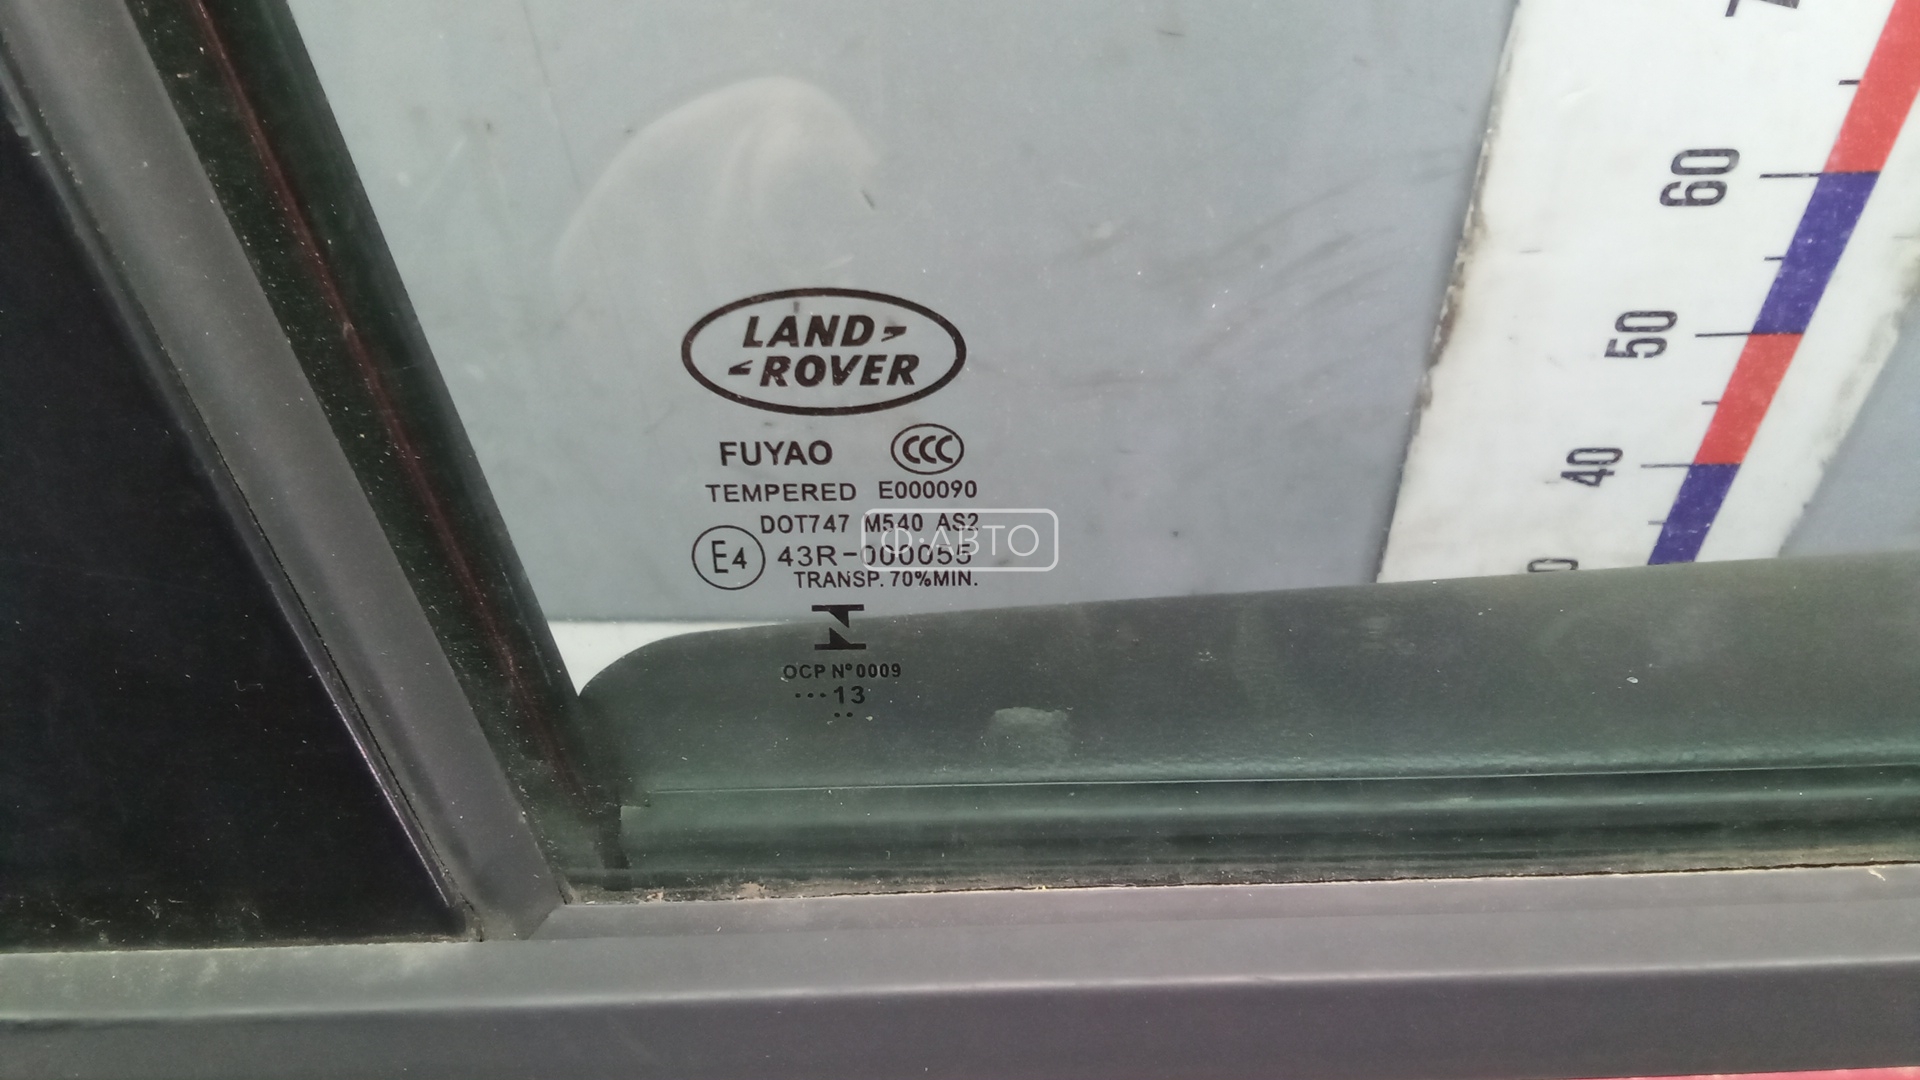 LAND
ROVER
FUYAO CCC
TEMPERED E000090
DOT747 M540 AS2
E4 43R-000055
TRANSP. 70%MIN.
OCP Nº0009
...13
..
Ф·АВТО
60
50
40